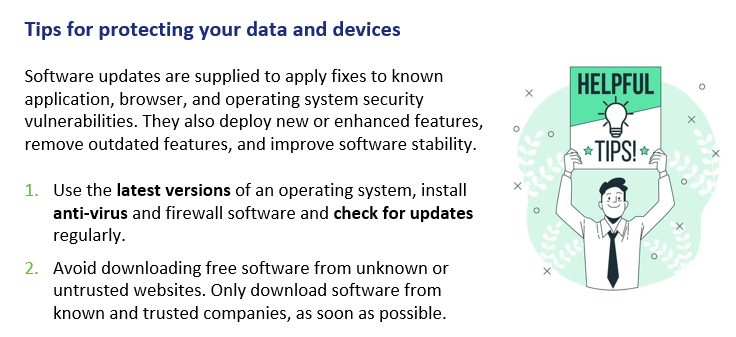 Tips for protecting your data and devices
Software updates are supplied to apply fixes to known
application, browser, and operating system security
vulnerabilities. They also deploy new or enhanced features,
remove outdated features, and improve software stability.
1. Use the latest versions of an operating system, install
anti-virus and firewall software and check for updates
regularly.
2. Avoid downloading free software from unknown or
untrusted websites. Only download software from
known and trusted companies, as soon as possible.
HELPFUL
TIPS!